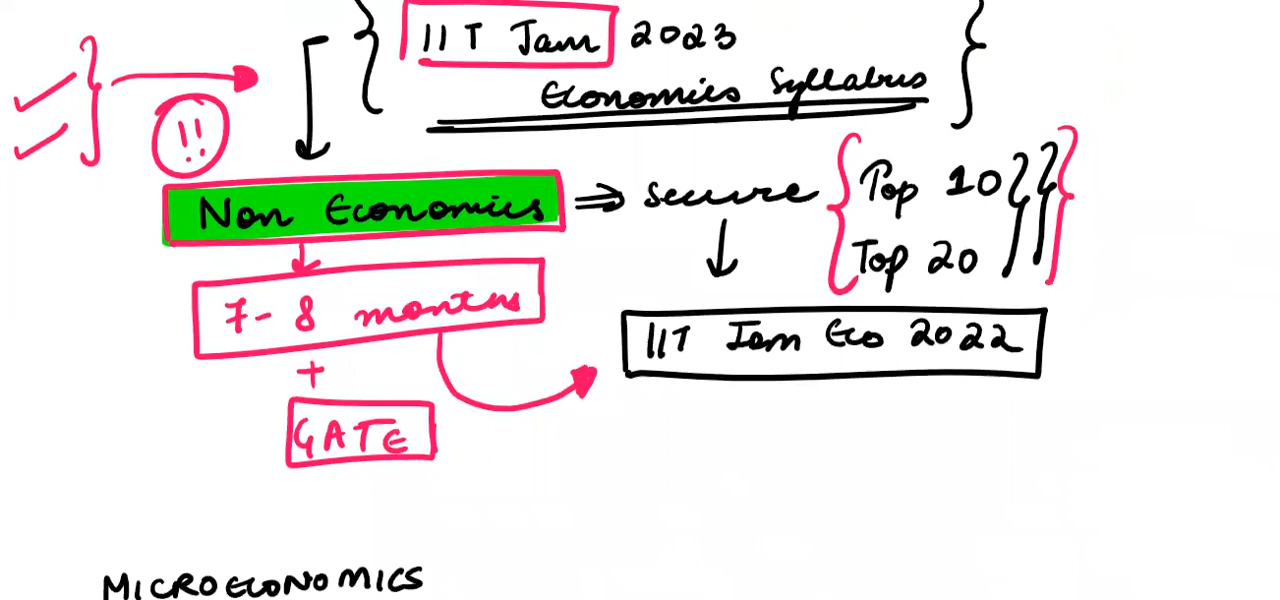 IIT Jam 2023
Economics Syllabus
!!
Non Economics ⇒ secure { Top 10
Top 20 }
7-8 months
IIT Jam Eco 2022
+
GATE
MICROECONOMICS